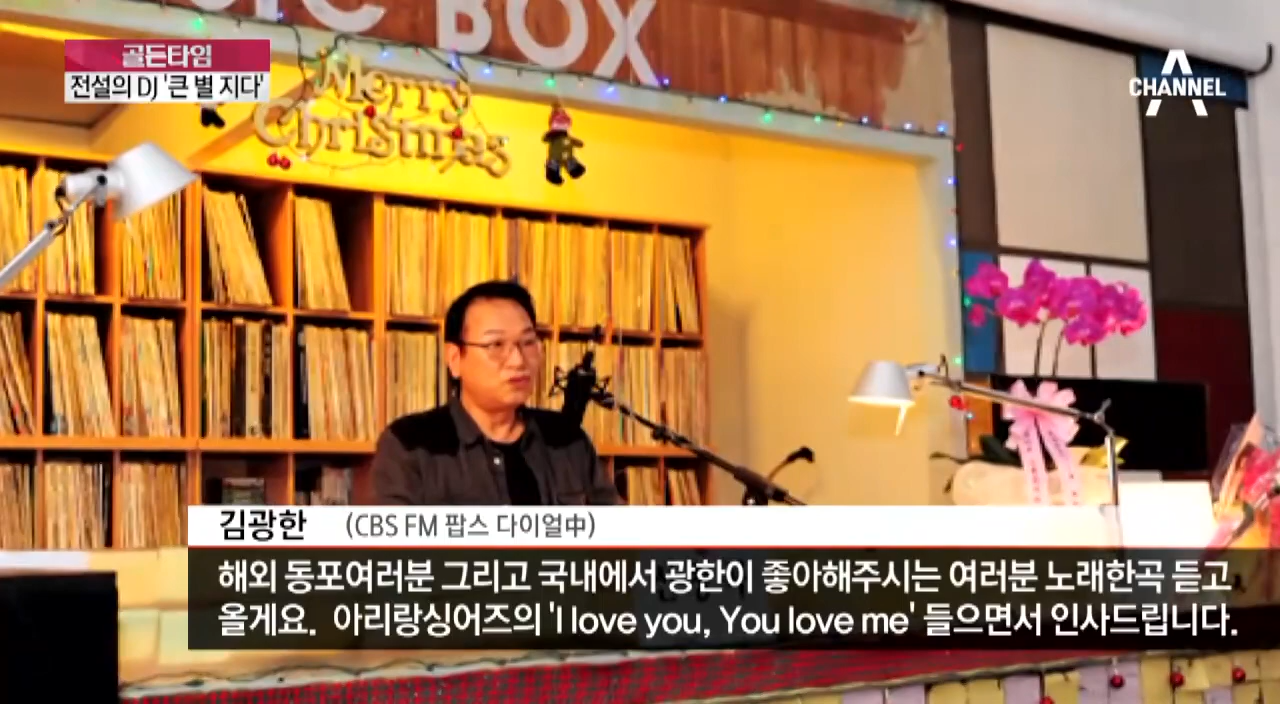 BOX
골든타임
전설의 DJ '큰 별 지다'
CHANNEL A
Merry
Christmas
김광한 (CBS FM 팝스 다이얼中)
해외 동포여러분 그리고 국내에서 광한이 좋아해주시는 여러분 노래한곡 듣고
올게요. 아리랑싱어즈의 'I love you, You love me' 들으면서 인사드립니다.